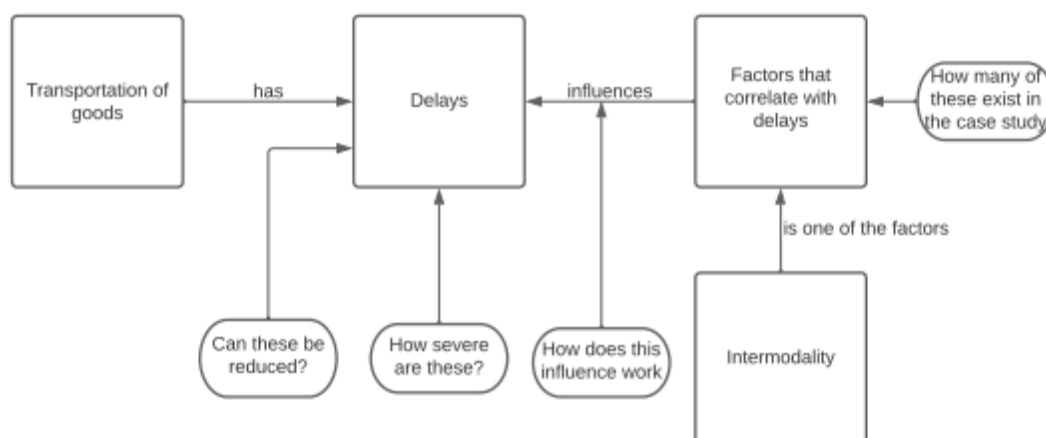 Transportation of
goods
has
Delays
influences
Factors that
correlate with
delays
How many of
these exist in
the case study
is one of the factors
Can these be
reduced?
How severe
are these?
How does this
influence work
Intermodality